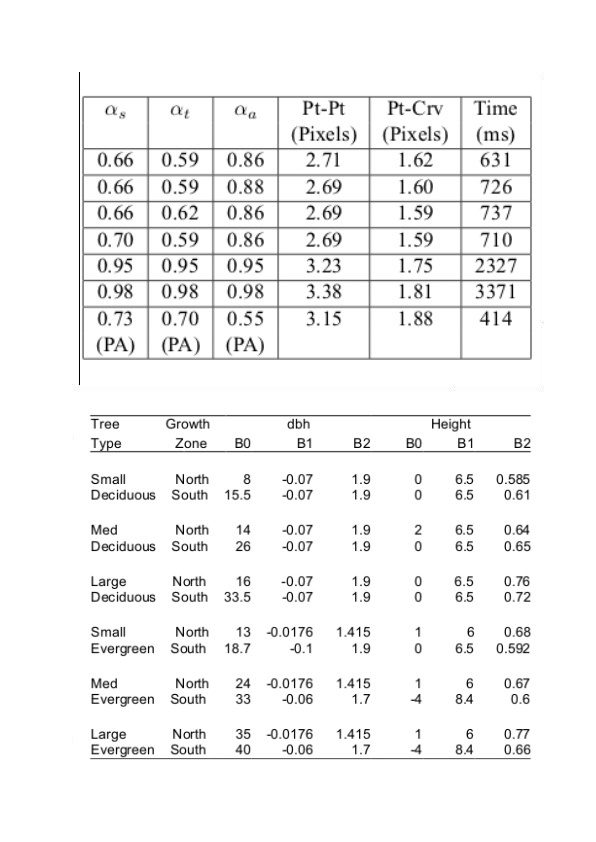 αs αt αa Pt-Pt Pt-Crv Time
(Pixels) (Pixels) (ms)
0.66 0.59 0.86 2.71 1.62 631
0.66 0.59 0.88 2.69 1.60 726
0.66 0.62 0.86 2.69 1.59 737
0.70 0.59 0.86 2.69 1.59 710
0.95 0.95 0.95 3.23 1.75 2327
0.98 0.98 0.98 3.38 1.81 3371
0.73 0.70 0.55 3.15 1.88 414
(PA) (PA) (PA)
Tree Growth dbh Height
Type Zone B0 B1 B2 B0 B1 B2
Small North 8 -0.07 1.9 0 6.5 0.585
Deciduous South 15.5 -0.07 1.9 0 6.5 0.61
Med North 14 -0.07 1.9 2 6.5 0.64
Deciduous South 26 -0.07 1.9 0 6.5 0.65
Large North 16 -0.07 1.9 0 6.5 0.76
Deciduous South 33.5 -0.07 1.9 0 6.5 0.72
Small North 13 -0.0176 1.415 1 6 0.68
Evergreen South 18.7 -0.1 1.9 0 6.5 0.592
Med North 24 -0.0176 1.415 1 6 0.67
Evergreen South 33 -0.06 1.7 -4 8.4 0.6
Large North 35 -0.0176 1.415 1 6 0.77
Evergreen South 40 -0.06 1.7 -4 8.4 0.66